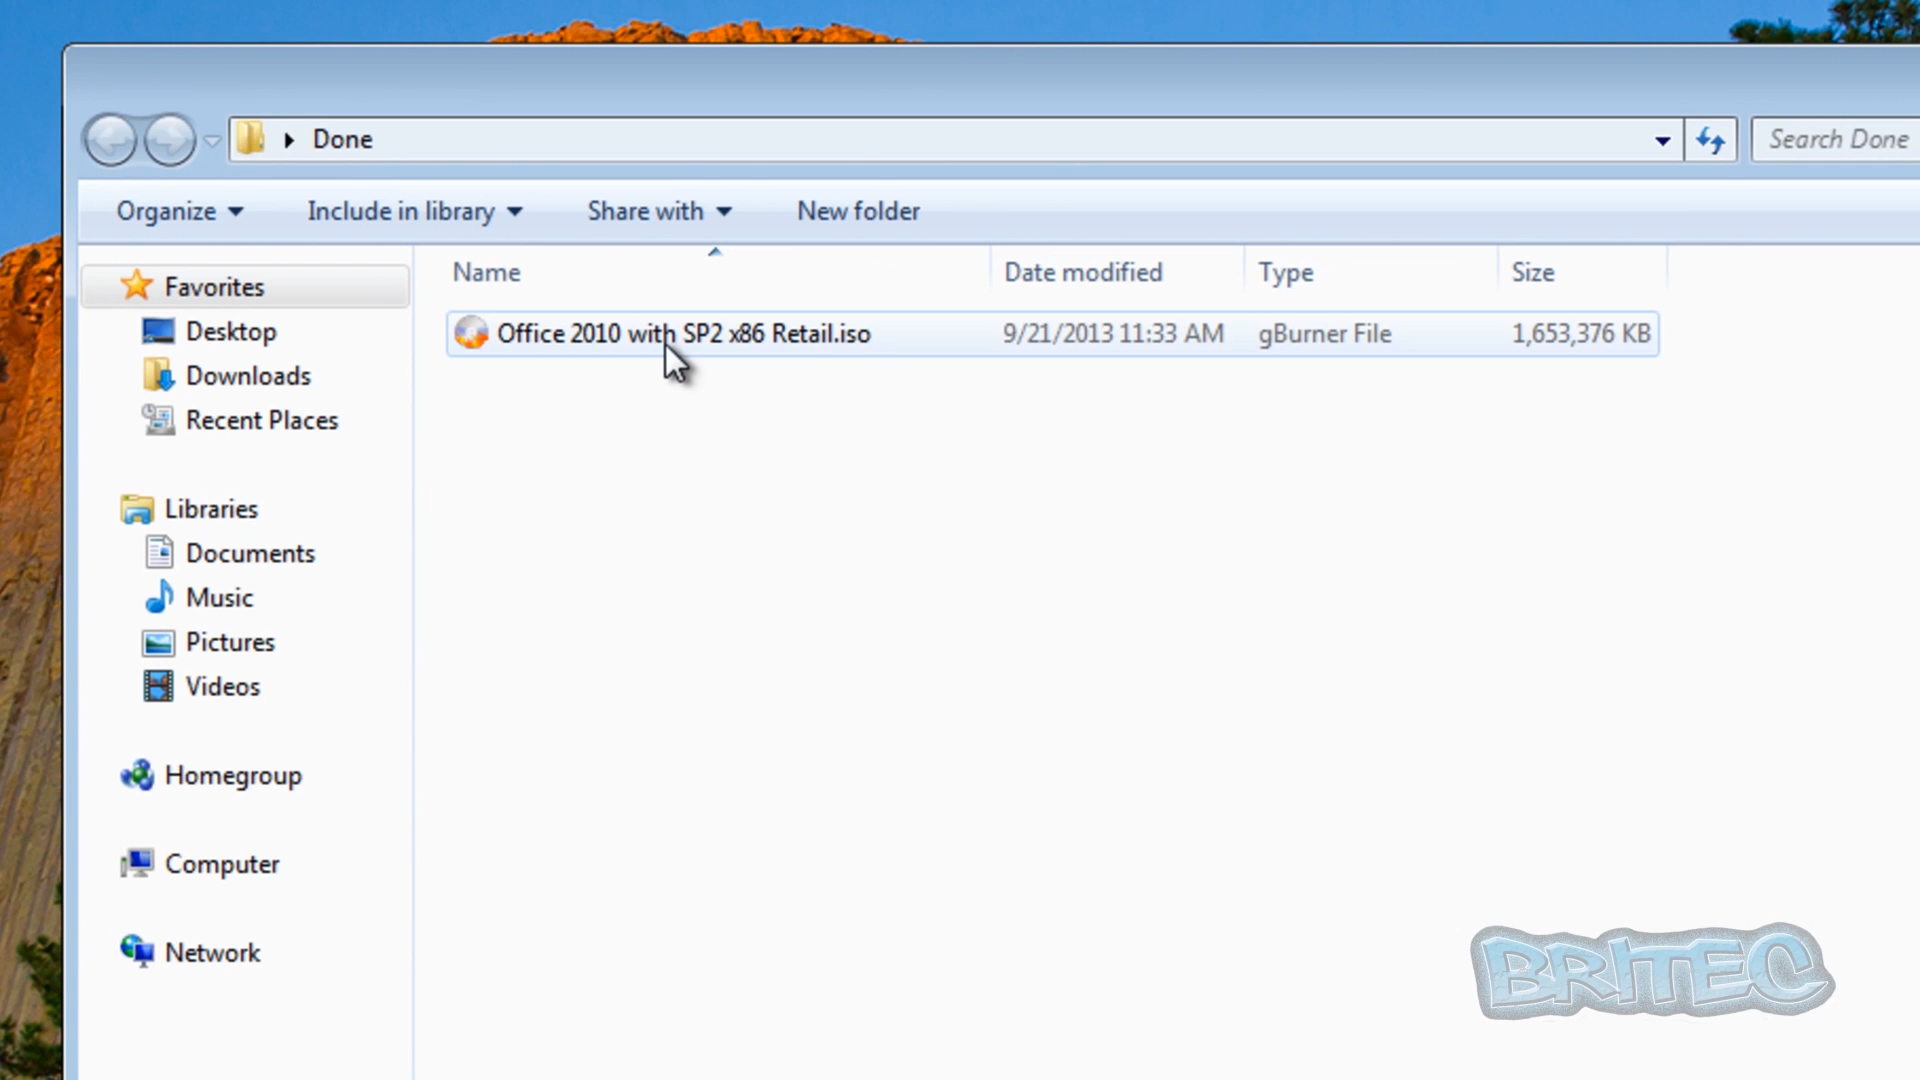 Done
Search Done
Organize
Include in library
Share with
New folder
Name
Date modified
Type
Size
Favorites
Desktop
Downloads
Recent Places
Libraries
Documents
Music
Pictures
Videos
Homegroup
Computer
Network
Office 2010 with SP2 x86 Retail.iso
9/21/2013 11:33 AM
gBurner File
1,653,376 KB
BRITEC